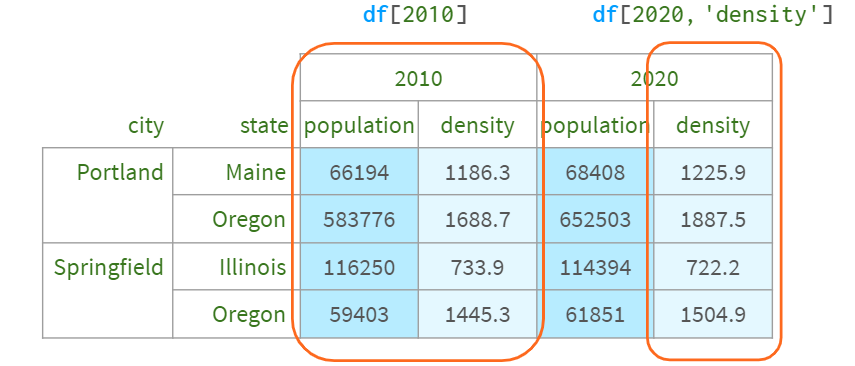 df[2010] df[2020, 'density']
2010 2020
city state population density population density
Portland Maine 66194 1186.3 68408 1225.9
Oregon 583776 1688.7 652503 1887.5
Springfield Illinois 116250 733.9 114394 722.2
Oregon 59403 1445.3 61851 1504.9